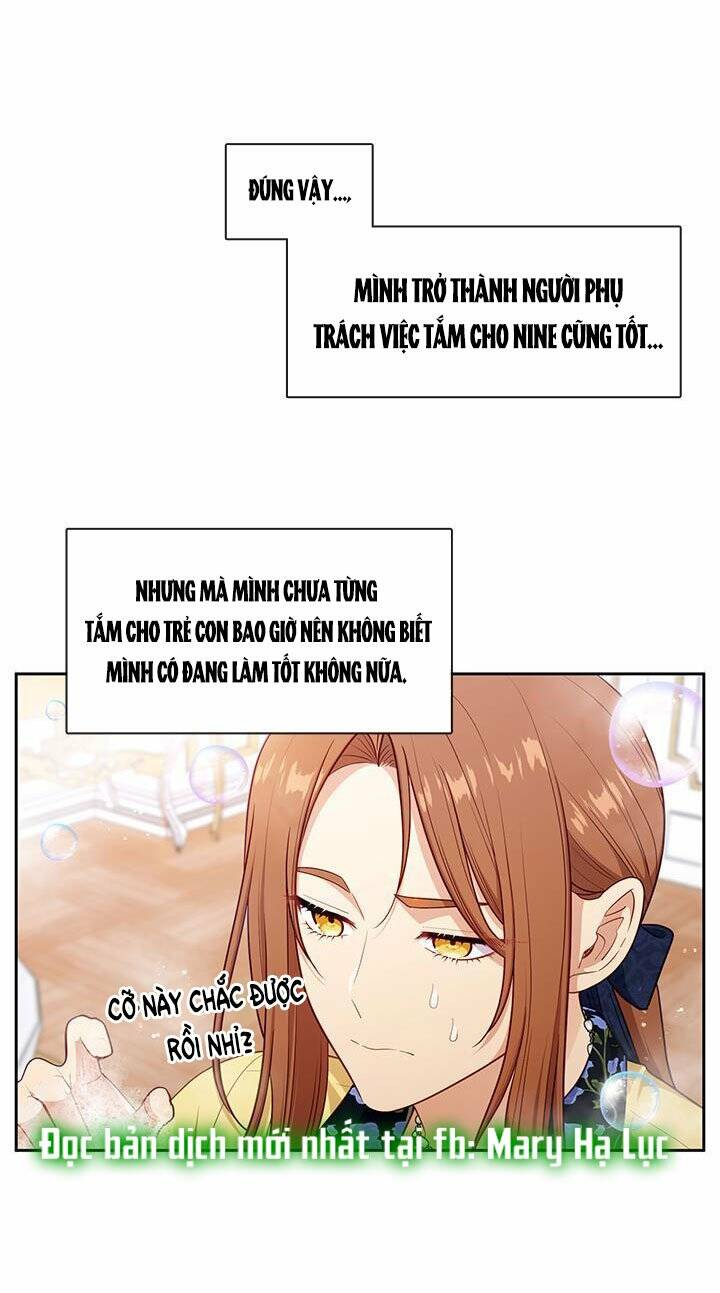 ĐÚNG VẬY...,
MÌNH TRỞ THÀNH NGƯỜI PHỤ
TRÁCH VIỆC TẮM CHO NINE CŨNG TỐT...
NHƯNG MÀ MÌNH CHƯA TỪNG
TẮM CHO TRẺ CON BAO GIỜ NÊN KHÔNG BIẾT
MÌNH CÓ ĐANG LÀM TỐT KHÔNG NỮA.
CỠ NÀY CHẮC ĐƯỢC
RỒI NHỈ?
Đọc bản dịch mới nhất tại fb: Mary Hạ Lục